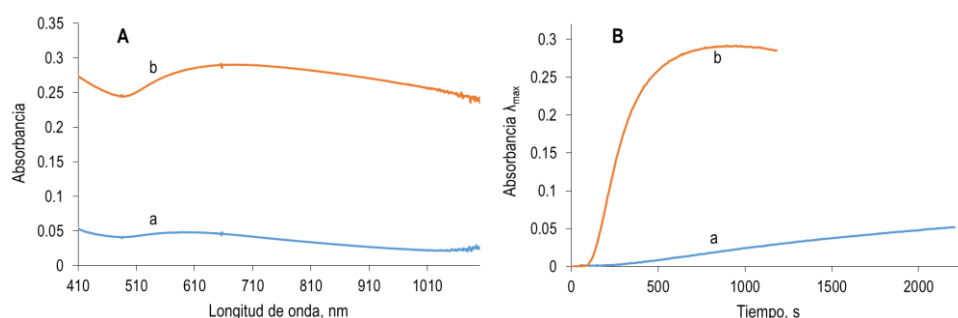 A
0.35
0.3
0.25
0.2
0.15
0.1
0.05
0
Absorbancia
b
a
410
510
610
710
810
910
1010
Longitud de onda, nm
B
0.3
0.25
0.2
0.15
0.1
0.05
0
Absorbancia λmax
b
a
0
500
1000
1500
2000
Tiempo, s